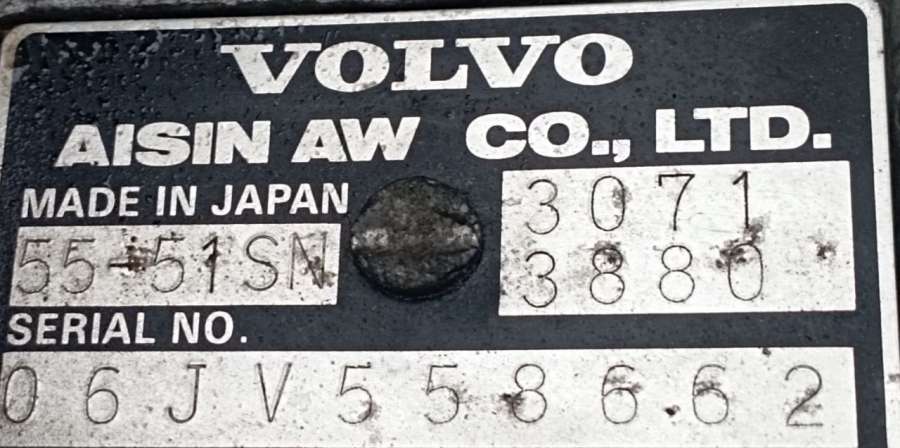 VOLVO
AISIN AW CO., LTD.
MADE IN JAPAN
55-51SN
3071
3880
SERIAL NO.
06JV558662